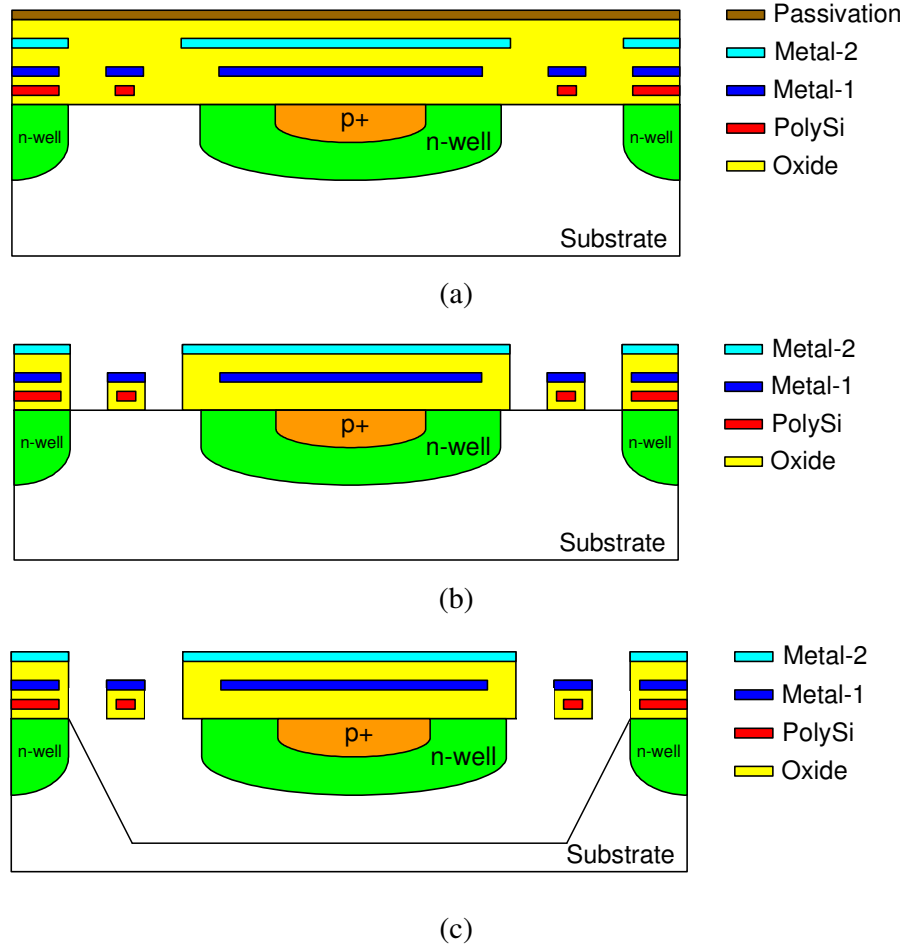 Passivation
Metal-2
Metal-1
PolySi
Oxide
n-well
p+
n-well
n-well
Substrate
(a)
Metal-2
Metal-1
PolySi
Oxide
n-well
p+
n-well
n-well
Substrate
(b)
Metal-2
Metal-1
PolySi
Oxide
n-well
p+
n-well
n-well
Substrate
(c)